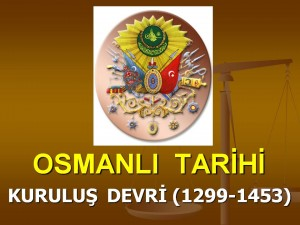 OSMANLI TARİHİ
KURULUŞ DEVRİ (1299-1453)